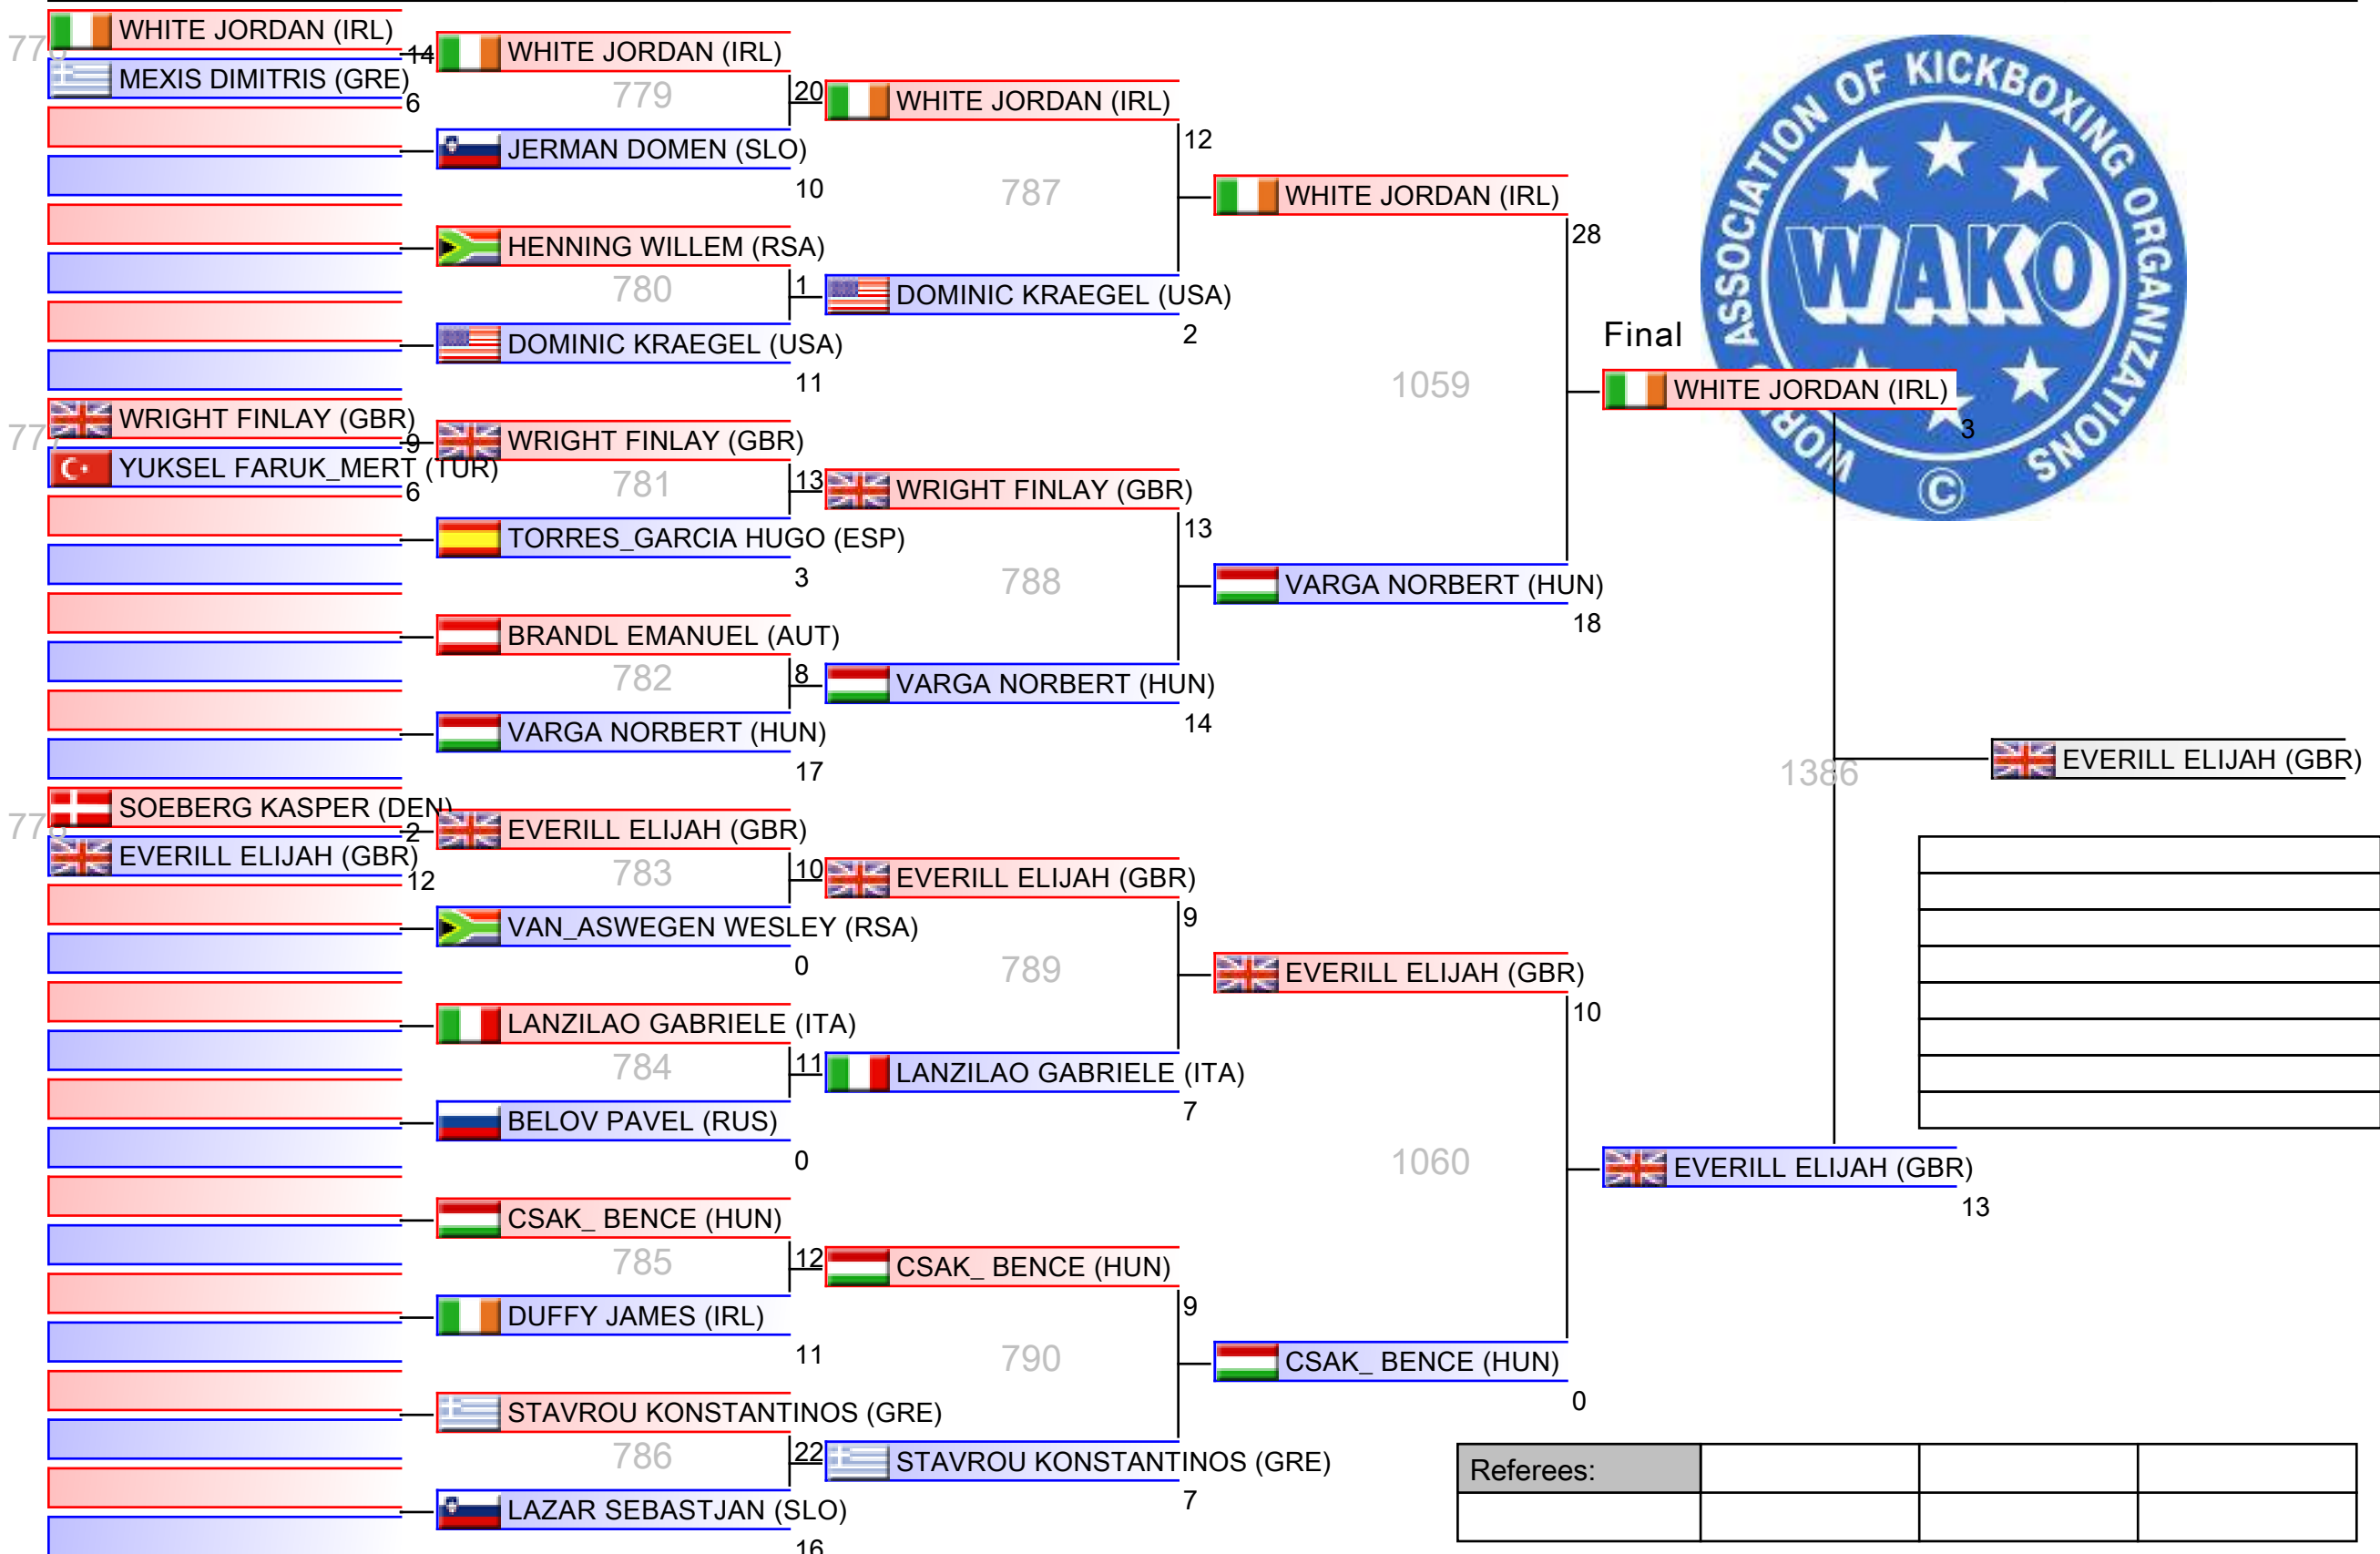 WHITE JORDAN (IRL)
14
MEXIS DIMITRIS (GRE)
6
WRIGHT FINLAY (GBR)
9
YUKSEL FARUK_MERT (TUR)
6
SOEBERG KASPER (DEN)
2
EVERILL ELIJAH (GBR)
12
WHITE JORDAN (IRL)
779
20
JERMAN DOMEN (SLO)
10
HENNING WILLEM (RSA)
780
1
DOMINIC KRAEGEL (USA)
11
WRIGHT FINLAY (GBR)
781
13
TORRES_GARCIA HUGO (ESP)
3
BRANDL EMANUEL (AUT)
782
8
VARGA NORBERT (HUN)
17
EVERILL ELIJAH (GBR)
783
10
VAN_ASWEGEN WESLEY (RSA)
0
LANZILAO GABRIELE (ITA)
784
11
BELOV PAVEL (RUS)
0
CSAK_ BENCE (HUN)
785
12
DUFFY JAMES (IRL)
11
STAVROU KONSTANTINOS (GRE)
786
22
LAZAR SEBASTJAN (SLO)
16
WHITE JORDAN (IRL)
12
787
DOMINIC KRAEGEL (USA)
2
WRIGHT FINLAY (GBR)
13
788
VARGA NORBERT (HUN)
14
EVERILL ELIJAH (GBR)
9
789
LANZILAO GABRIELE (ITA)
7
CSAK_ BENCE (HUN)
9
790
STAVROU KONSTANTINOS (GRE)
7
WHITE JORDAN (IRL)
28
1059
VARGA NORBERT (HUN)
18
EVERILL ELIJAH (GBR)
10
1060
CSAK_ BENCE (HUN)
0
Final
WHITE JORDAN (IRL)
3
1386
EVERILL ELIJAH (GBR)
13
EVERILL ELIJAH (GBR)
ASSOCIATION OF KICKBOXING ORGANIZATIONS
WAKO
©
Referees: